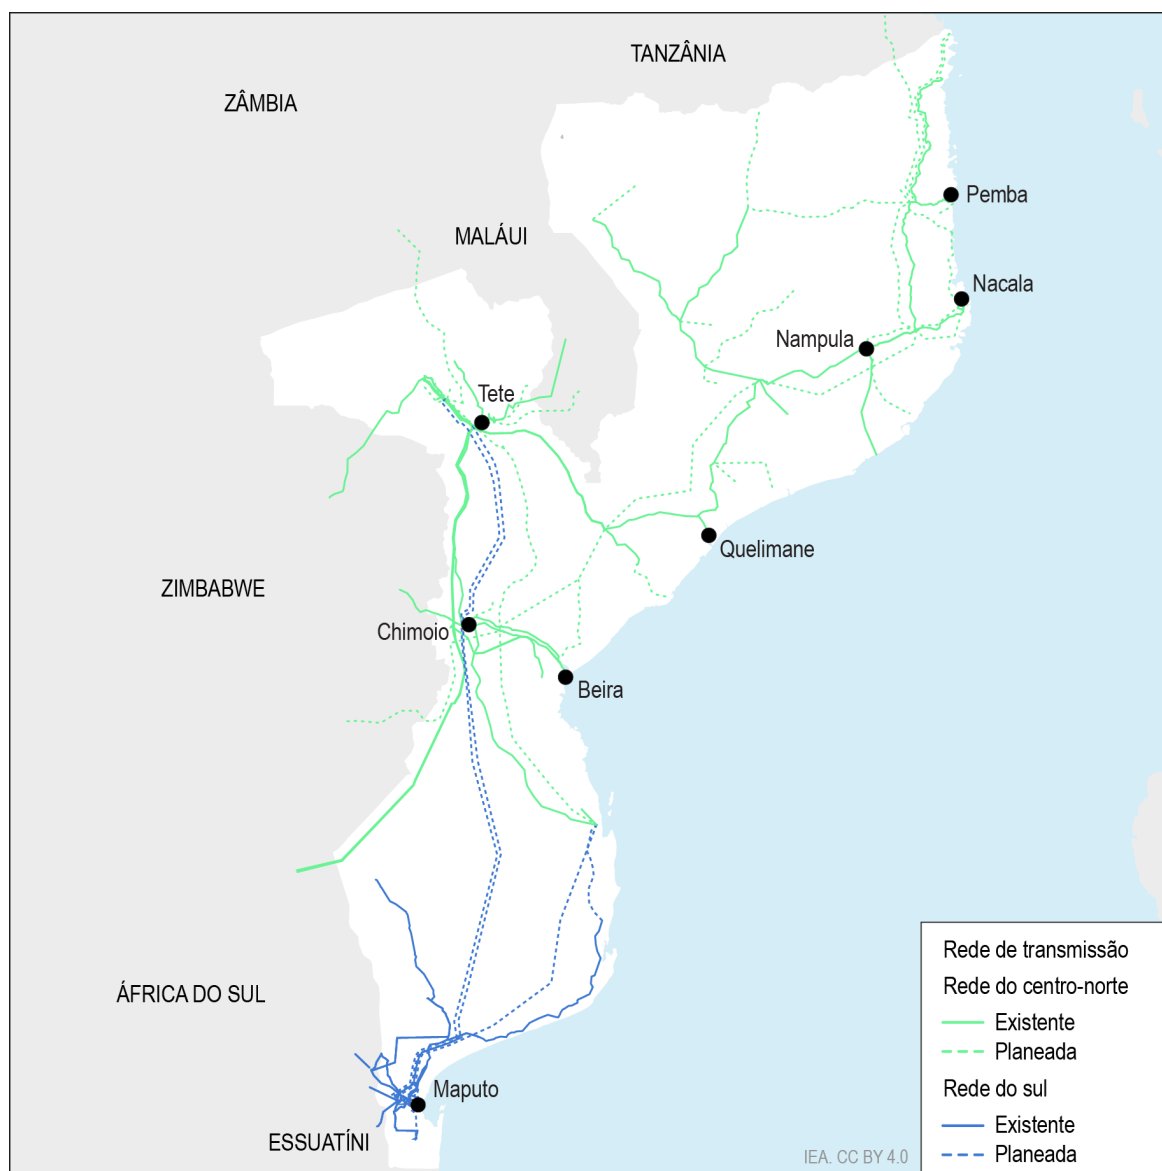 TANZÂNIA
ZÂMBIA
Pemba
MALÁUI
Nacala
Nampula
Tete
Quelimane
ZIMBABWE
Chimoio
Beira
Rede de transmissão
Rede do centro-norte
ÁFRICA DO SUL
Existente
Planeada
Rede do sul
Maputo
Existente
ESSUATÍNI
Planeada
IEA. CC BY 4.0